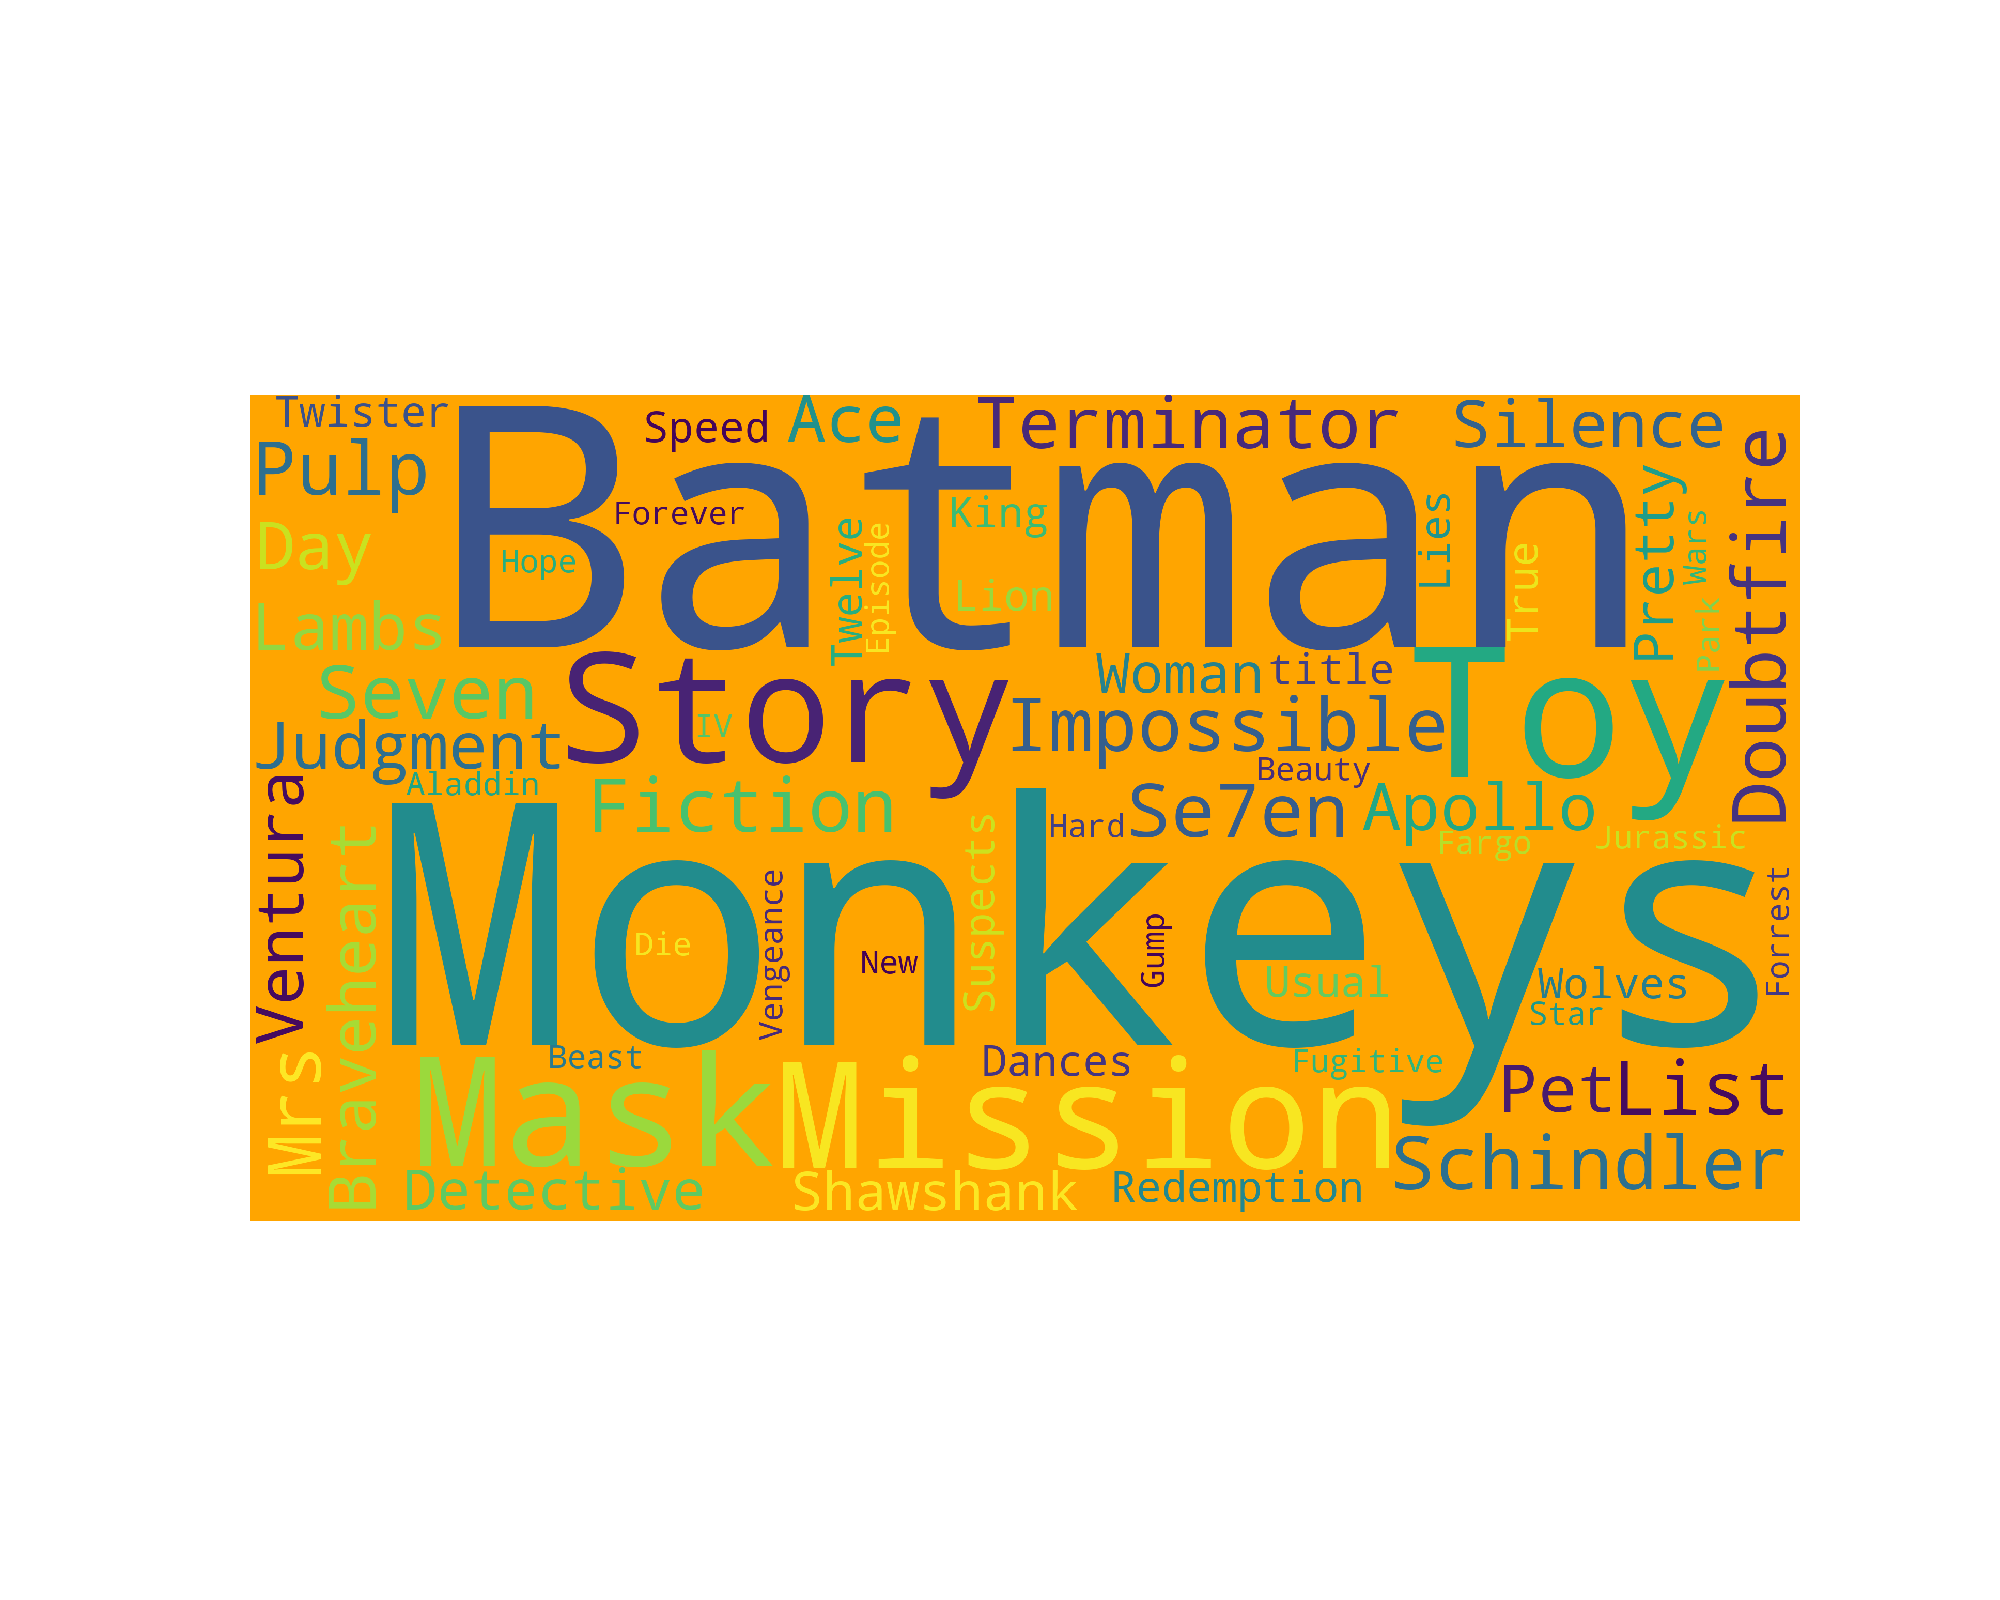 Twister
Speed
Ace
Terminator
Silence
Pulp
Batman
Doubtfire
Day
Forever
King
Lies
Pretty
Wars
Hope
Twelve
Episode
Lion
True
Park
Lambs
Seven
Story
Woman
title
Toy
Judgment
IV
Impossible
Aladdin
Beauty
Ventura
Fiction
Hard
Se7en
Apollo
Fargo
Jurassic
Braveheart
Monkeys
Suspects
Vengeance
Die
New
Gump
Usual
Wolves
Star
Forrest
Mrs
Beast
Dances
Fugitive
Mask
Mission
Pet
List
Detective
Shawshank
Redemption
Schindler